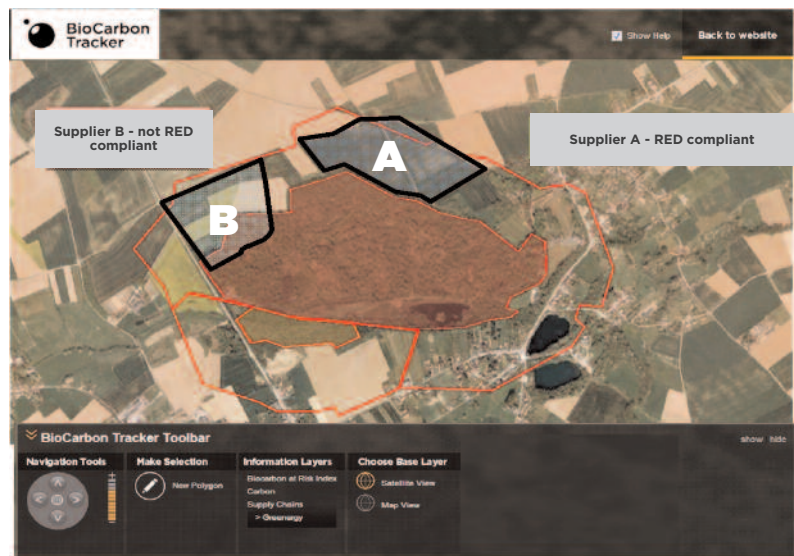 BioCarbon
Tracker
Show Help
Back to website
Supplier B - not RED
compliant
Supplier A - RED compliant
A
B
BioCarbon Tracker Toolbar
show
hide
Navigation Tools
Make Selection
Information Layers
Choose Base Layer
New Polygon
Biocarbon at Risk Index
Carbon
Supply Chains
> Greenergy
Satellite View
Map View